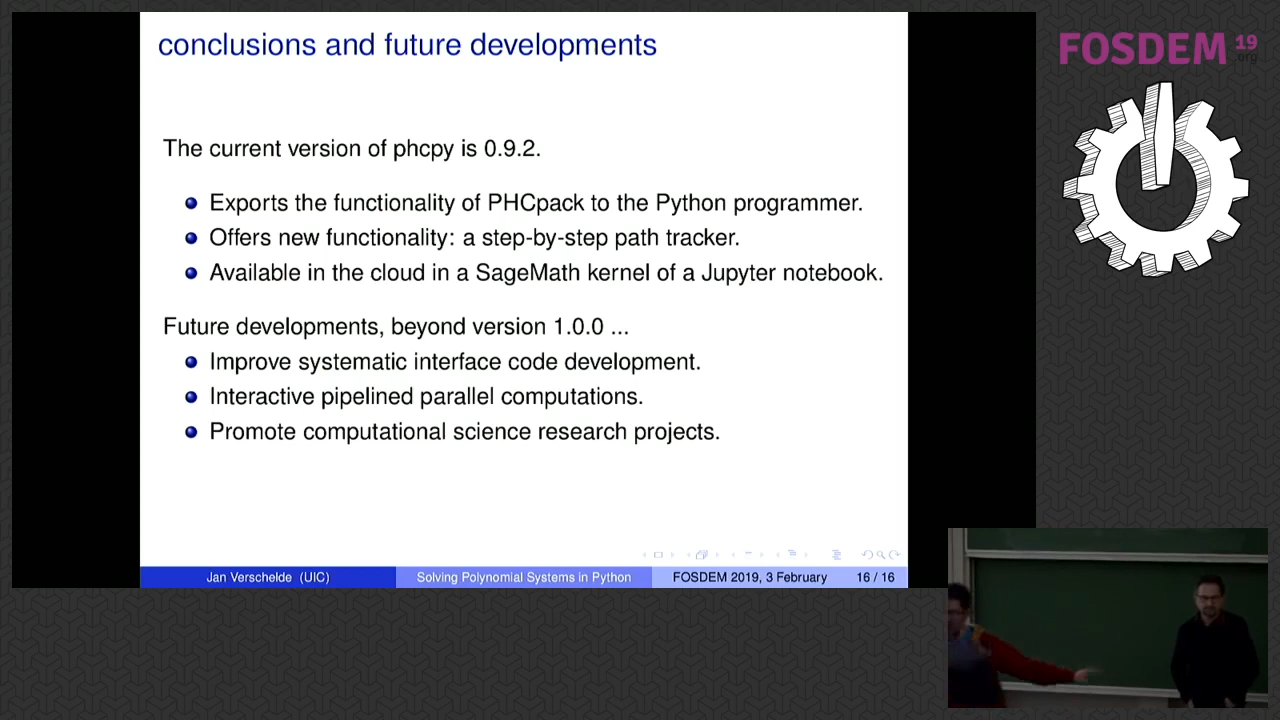 conclusions and future developments
FOSDEM 19
.org
The current version of phcpy is 0.9.2.
Exports the functionality of PHCpack to the Python programmer.
Offers new functionality: a step-by-step path tracker.
Available in the cloud in a SageMath kernel of a Jupyter notebook.
Future developments, beyond version 1.0.0 ...
Improve systematic interface code development.
Interactive pipelined parallel computations.
Promote computational science research projects.
Jan Verschelde (UIC) Solving Polynomial Systems in Python FOSDEM 2019, 3 February 16 / 16